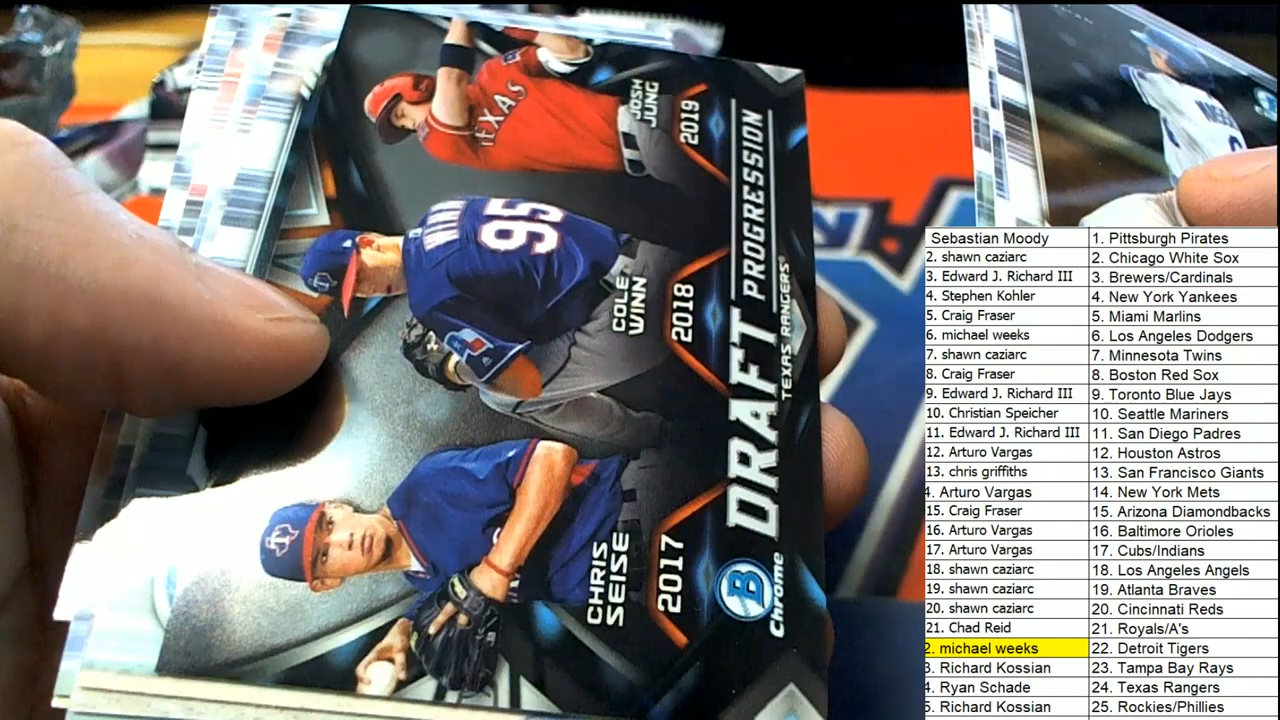 JOSH
JUNG
2019
TEXAS
WINN
95
COLE
WINN
2018
CHRIS
SEISE
2017
DRAFT
PROGRESSION
TEXAS RANGERS®
B
Chrome
Sebastian Moody 1. Pittsburgh Pirates
2. shawn caziarc 2. Chicago White Sox
3. Edward J. Richard III 3. Brewers/Cardinals
4. Stephen Kohler 4. New York Yankees
5. Craig Fraser 5. Miami Marlins
6. michael weeks 6. Los Angeles Dodgers
7. shawn caziarc 7. Minnesota Twins
8. Craig Fraser 8. Boston Red Sox
9. Edward J. Richard III 9. Toronto Blue Jays
10. Christian Speicher 10. Seattle Mariners
11. Edward J. Richard III 11. San Diego Padres
12. Arturo Vargas 12. Houston Astros
13. chris griffiths 13. San Francisco Giants
4. Arturo Vargas 14. New York Mets
15. Craig Fraser 15. Arizona Diamondbacks
16. Arturo Vargas 16. Baltimore Orioles
17. Arturo Vargas 17. Cubs/Indians
18. shawn caziarc 18. Los Angeles Angels
19. shawn caziarc 19. Atlanta Braves
20. shawn caziarc 20. Cincinnati Reds
21. Chad Reid 21. Royals/A's
2. michael weeks 22. Detroit Tigers
3. Richard Kossian 23. Tampa Bay Rays
4. Ryan Schade 24. Texas Rangers
5. Richard Kossian 25. Rockies/Phillies